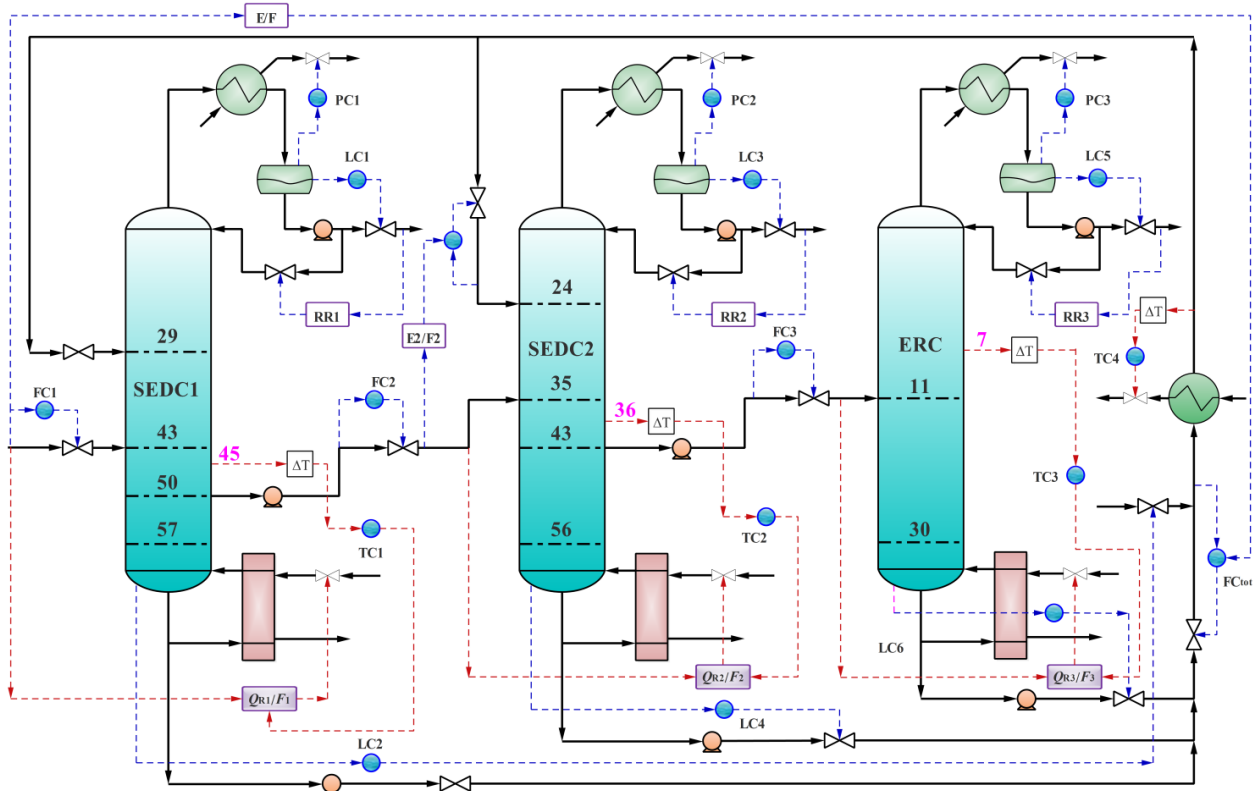 E/F
PC1
PC2
PC3
LC1
LC3
LC5
RR1
RR2
RR3
E2/F2
29
SEDC1
43
50
57
24
SEDC2
35
43
56
ERC
11
30
FC1
FC2
FC3
45
ΔT
36
ΔT
7
ΔT
ΔT
TC4
TC1
TC2
TC3
FCtot
LC6
QR1/F1
QR2/F2
QR3/F3
LC2
LC4